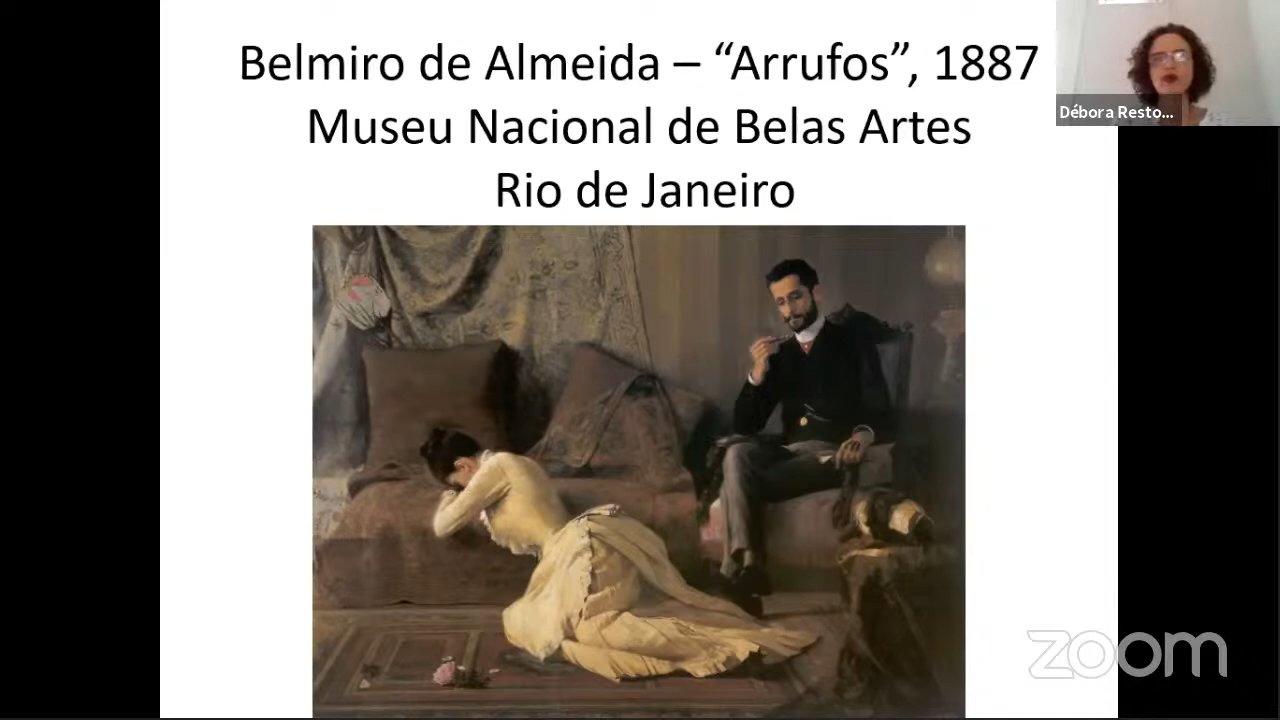 Belmiro de Almeida – “Arrufos”, 1887
Museu Nacional de Belas Artes
Rio de Janeiro
Débora Resto...
zoom